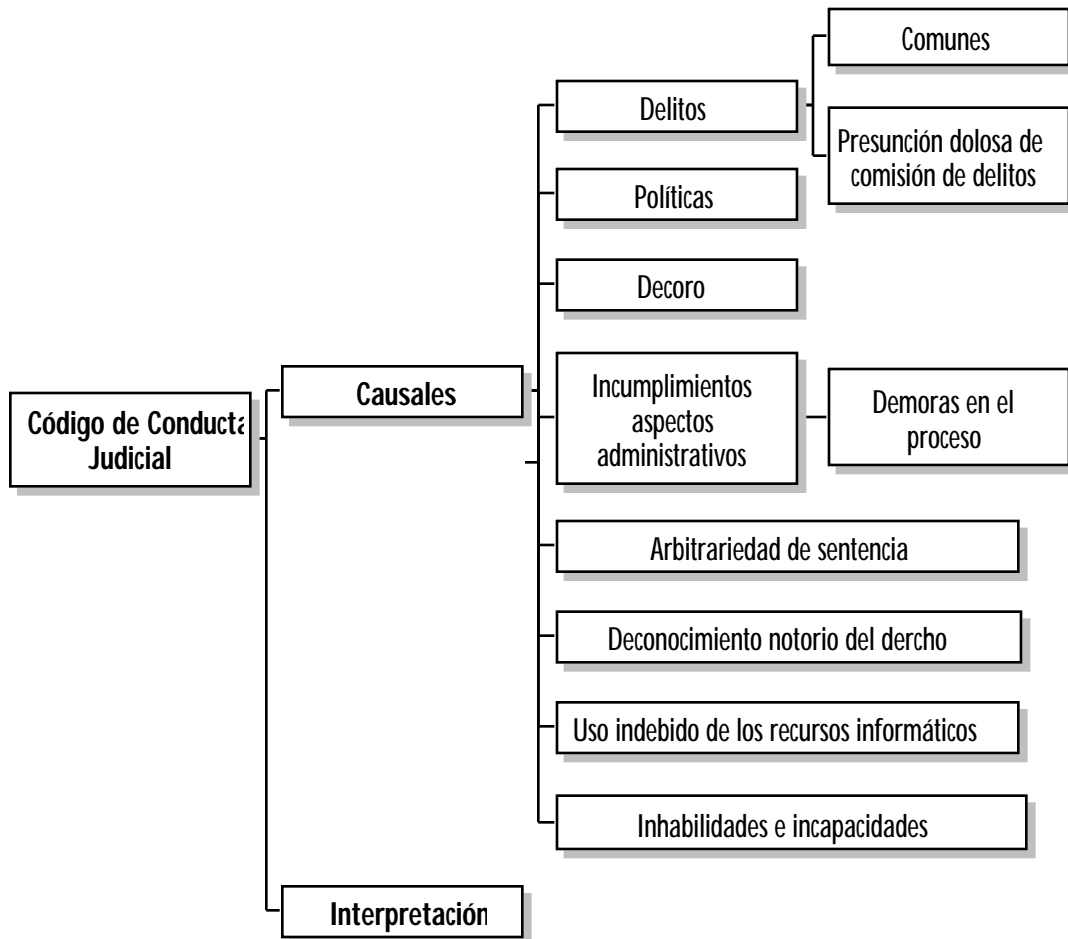 Comunes
Delitos
Presunción dolosa de
comisión de delitos
Políticas
Decoro
Causales
Incumplimientos
aspectos
administrativos
Demoras en el
proceso
Código de Conducta
Judicial
Arbitrariedad de sentencia
Deconocimiento notorio del dercho
Uso indebido de los recursos informáticos
Inhabilidades e incapacidades
Interpretación